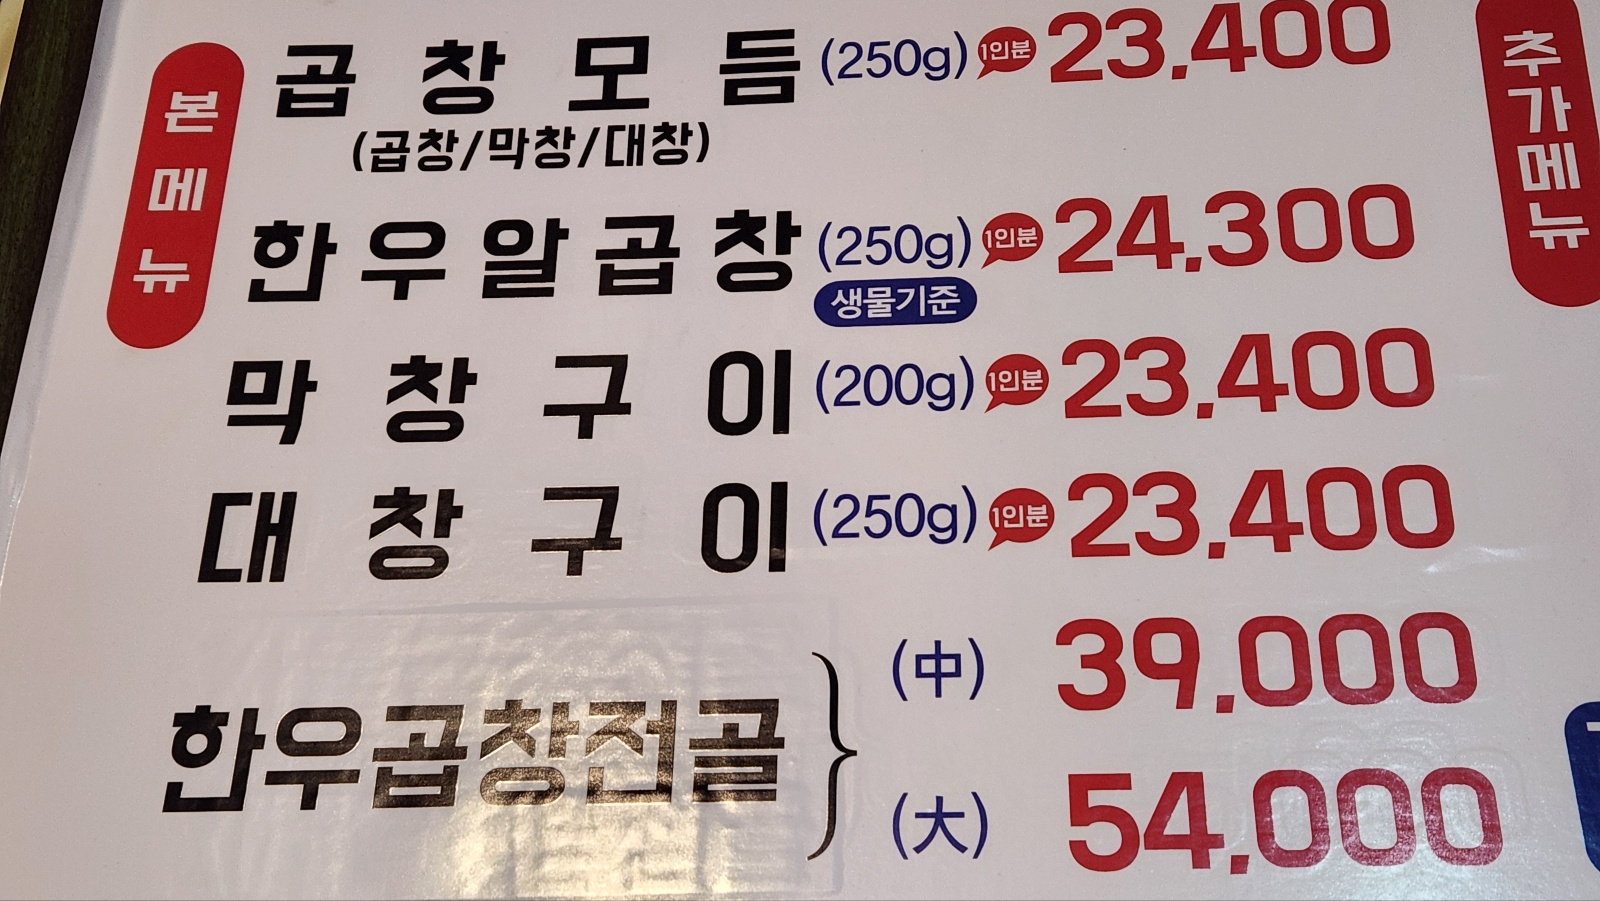 본메뉴
곱창모듬 (250g) 1인분 23,400
(곱창/막창/대창)
한우알곱창 (250g) 1인분 24,300
생물기준
막창구이 (200g) 1인분 23,400
대창구이 (250g) 1인분 23,400
한우곱창전골
(中) 39,000
(大) 54,000
추가메뉴